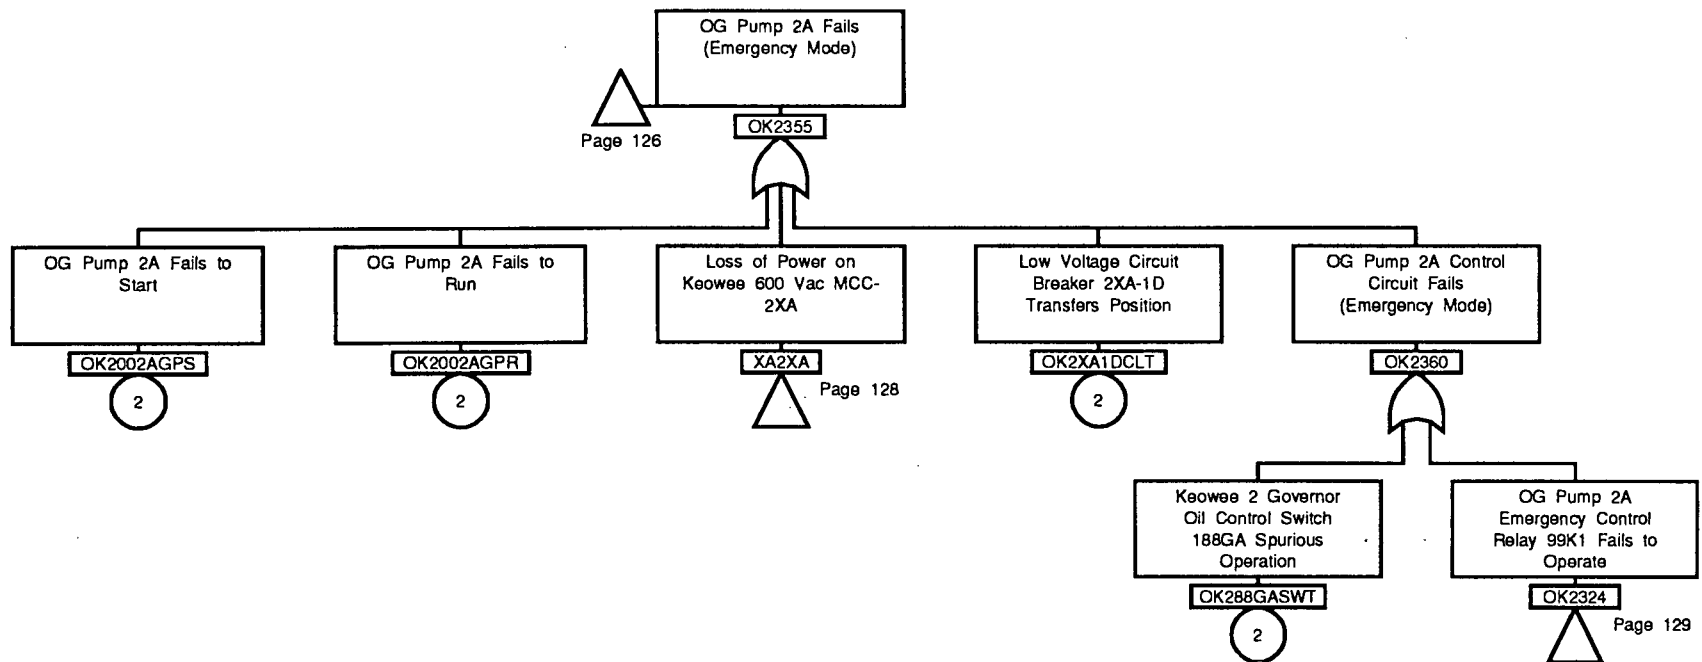 OG Pump 2A Fails
(Emergency Mode)
Page 126
OK2355
OG Pump 2A Fails to
Start
OK2002AGPS
2
OG Pump 2A Fails to
Run
OK2002AGPR
2
Loss of Power on
Keowee 600 Vac MCC-
2XA
XA2XA
Page 128
Low Voltage Circuit
Breaker 2XA-1D
Transfers Position
OK2XA1DCLT
2
OG Pump 2A Control
Circuit Fails
(Emergency Mode)
OK2360
Keowee 2 Governor
Oil Control Switch
188GA Spurious
Operation
OK288GASWT
2
OG Pump 2A
Emergency Control
Relay 99K1 Fails to
Operate
OK2324
Page 129